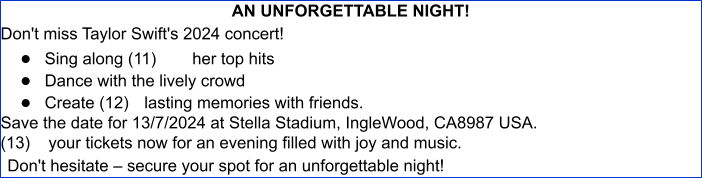 AN UNFORGETTABLE NIGHT!
Don't miss Taylor Swift's 2024 concert!
● Sing along (11) her top hits
● Dance with the lively crowd
● Create (12) lasting memories with friends.
Save the date for 13/7/2024 at Stella Stadium, IngleWood, CA8987 USA.
(13) your tickets now for an evening filled with joy and music.
Don't hesitate – secure your spot for an unforgettable night!